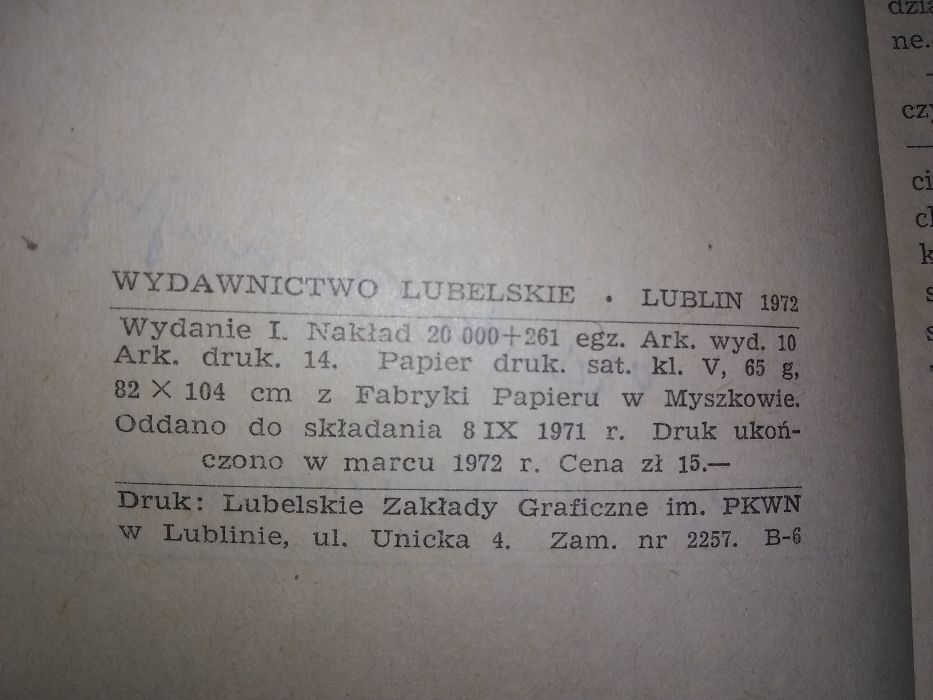 WYDAWNICTWO LUBELSKIE • LUBLIN 1972
Wydanie I. Nakład 20 000+261 egz. Ark. wyd. 10
Ark. druk. 14. Papier druk. sat. kl. V, 65 g,
82 × 104 cm z Fabryki Papieru w Myszkowie.
Oddano do składania 8 IX 1971 r. Druk ukoń-
czono w marcu 1972 r. Cena zł 15.—
Druk: Lubelskie Zakłady Graficzne im. PKWN
w Lublinie, ul. Unicka 4. Zam. nr 2257. B-6
ne.